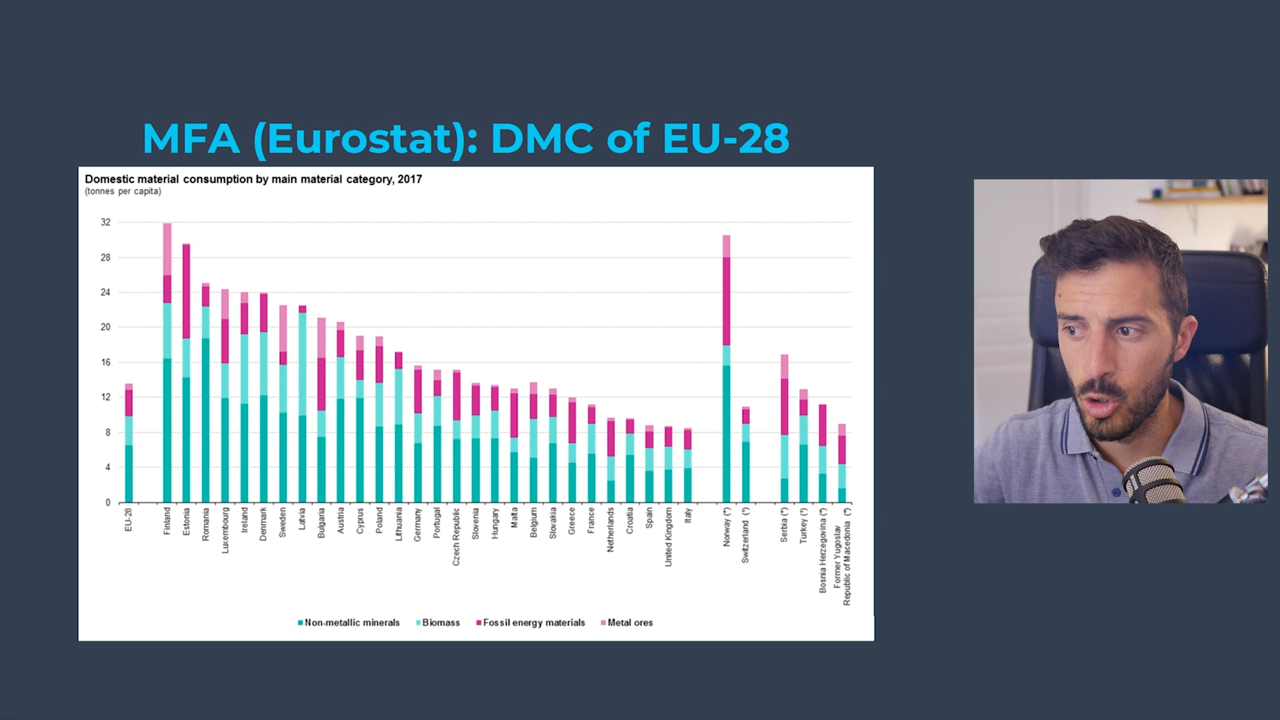 MFA (Eurostat): DMC of EU-28
Domestic material consumption by main material category, 2017
(tonnes per capita)
32
28
24
20
16
12
8
4
0
EU-28
Finland
Estonia
Romania
Luxembourg
Ireland
Denmark
Sweden
Latvia
Bulgaria
Austria
Cyprus
Poland
Lithuania
Germany
Portugal
Czech Republic
Slovenia
Hungary
Malta
Belgium
Slovakia
Greece
France
Netherlands
Croatia
Spain
United Kingdom
Italy
Norway (*)
Switzerland (*)
Serbia (*)
Turkey (*)
Bosnia Herzegovina (*)
Former Yugoslav
Republic of Macedonia (*)
Non-metallic minerals
Biomass
Fossil energy materials
Metal ores